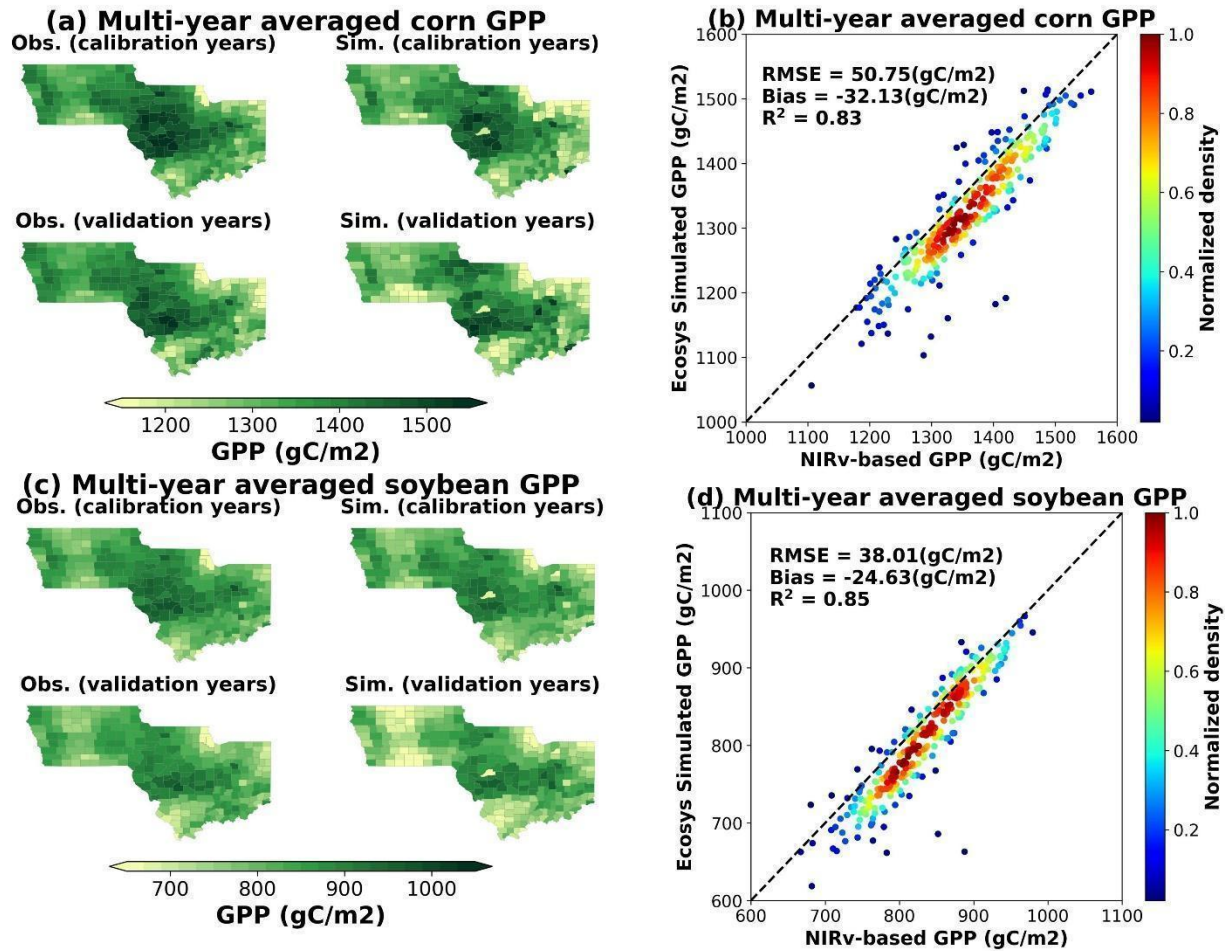 (a) Multi-year averaged corn GPP
Obs. (calibration years)
Sim. (calibration years)
Obs. (validation years)
Sim. (validation years)
1200 1300 1400 1500
GPP (gC/m2)
(b) Multi-year averaged corn GPP
RMSE = 50.75(gC/m2)
Bias = -32.13(gC/m2)
R² = 0.83
Ecosys Simulated GPP (gC/m2)
1600
1500
1400
1300
1200
1100
1000
1000 1100 1200 1300 1400 1500 1600
NIRv-based GPP (gC/m2)
1.0
0.8
0.6
0.4
0.2
Normalized density
(c) Multi-year averaged soybean GPP
Obs. (calibration years)
Sim. (calibration years)
Obs. (validation years)
Sim. (validation years)
700 800 900 1000
GPP (gC/m2)
(d) Multi-year averaged soybean GPP
RMSE = 38.01(gC/m2)
Bias = -24.63(gC/m2)
R² = 0.85
Ecosys Simulated GPP (gC/m2)
1100
1000
900
800
700
600
600 700 800 900 1000 1100
NIRv-based GPP (gC/m2)
1.0
0.8
0.6
0.4
0.2
Normalized density